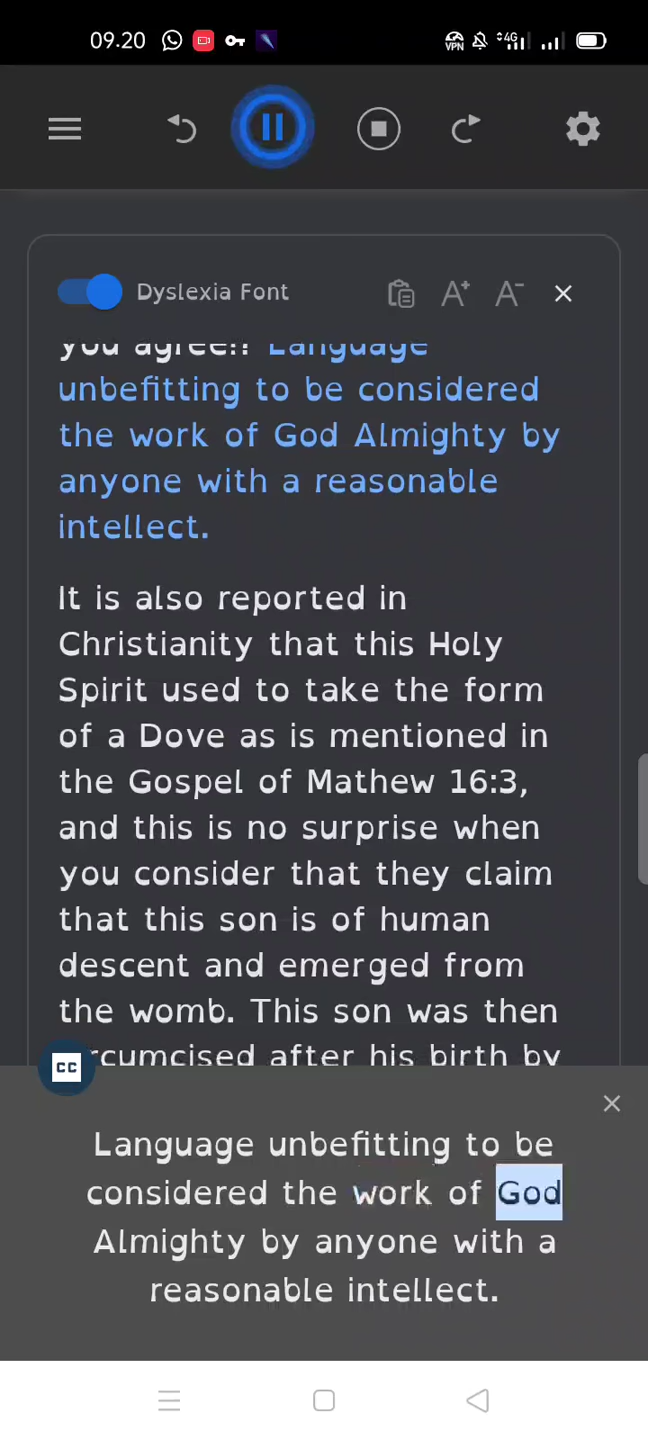 09.20
VPN
4G
Dyslexia Font
A+
A-
you agree!! Language
unbefitting to be considered
the work of God Almighty by
anyone with a reasonable
intellect.
It is also reported in
Christianity that this Holy
Spirit used to take the form
of a Dove as is mentioned in
the Gospel of Mathew 16:3,
and this is no surprise when
you consider that they claim
that this son is of human
descent and emerged from
the womb. This son was then
circumcised after his birth by
CC
Language unbefitting to be
considered the work of God
Almighty by anyone with a
reasonable intellect.